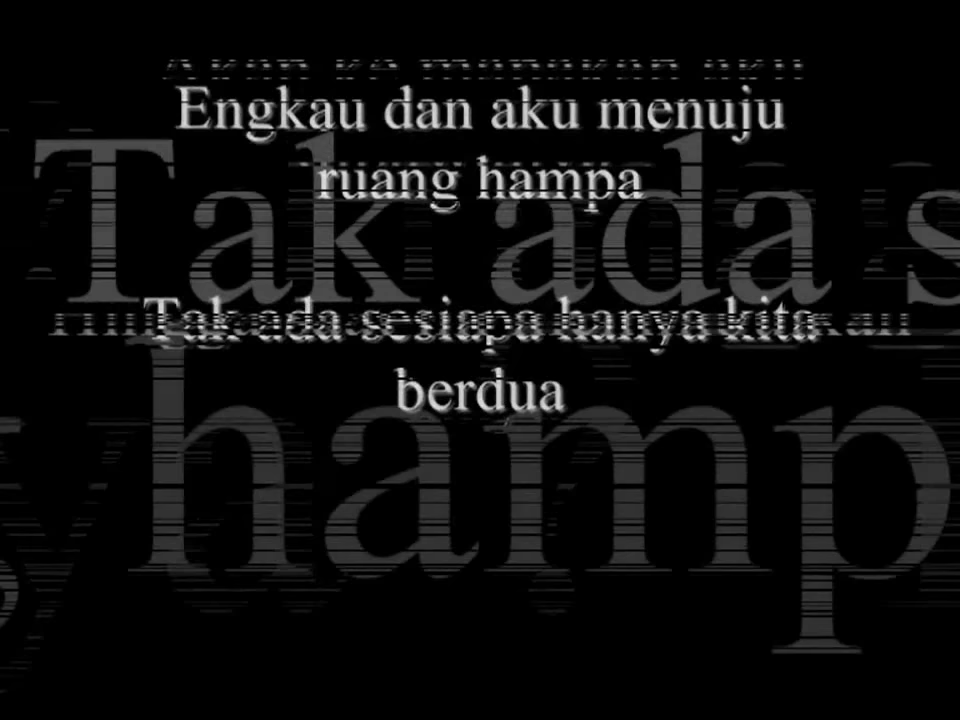 Engkau dan aku menuju
ruang hampa
Tak ada s
Tak ada sesiapa hanya kita
berdua
hamp